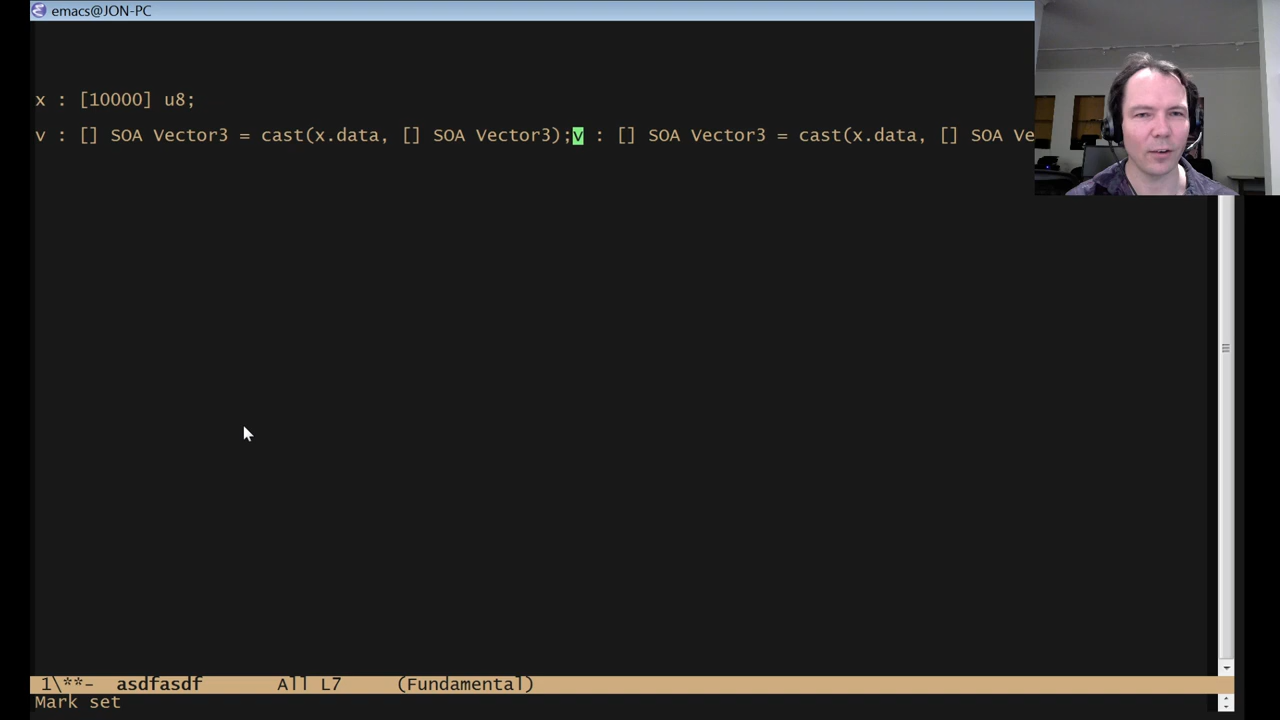 emacs@JON-PC
x : [10000] u8;
v : [] SOA Vector3 = cast(x.data, [] SOA Vector3);v : [] SOA Vector3 = cast(x.data, [] SOA Ve
1\**-  asdfasdf       All L7     (Fundamental)
Mark set